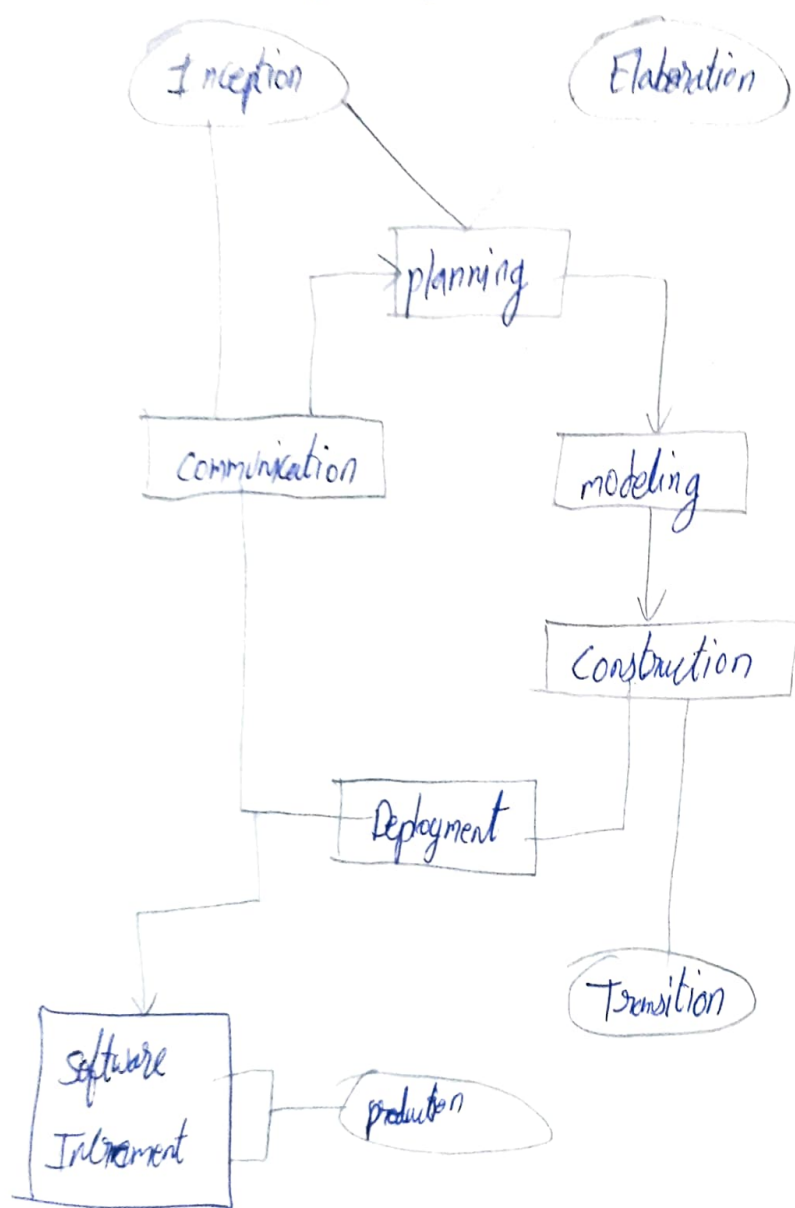 Inception
Elaboration
planning
Communication
modeling
Construction
Deployment
Transition
Software
Increment
production